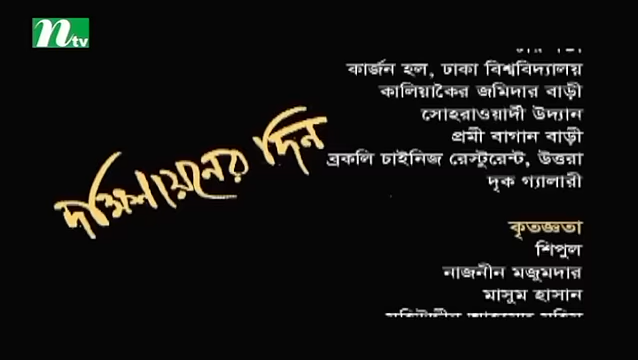 ntv
দক্ষিণায়নের দিন
কার্জন হল, ঢাকা বিশ্ববিদ্যালয়
কালিয়াকৈর জমিদার বাড়ী
সোহরাওয়ার্দী উদ্যান
প্রমী বাগান বাড়ী
ব্রকলি চাইনিজ রেস্টুরেন্ট, উত্তরা
দৃক গ্যালারী
কৃতজ্ঞতা
শিপুল
নাজনীন মজুমদার
মাসুম হাসান